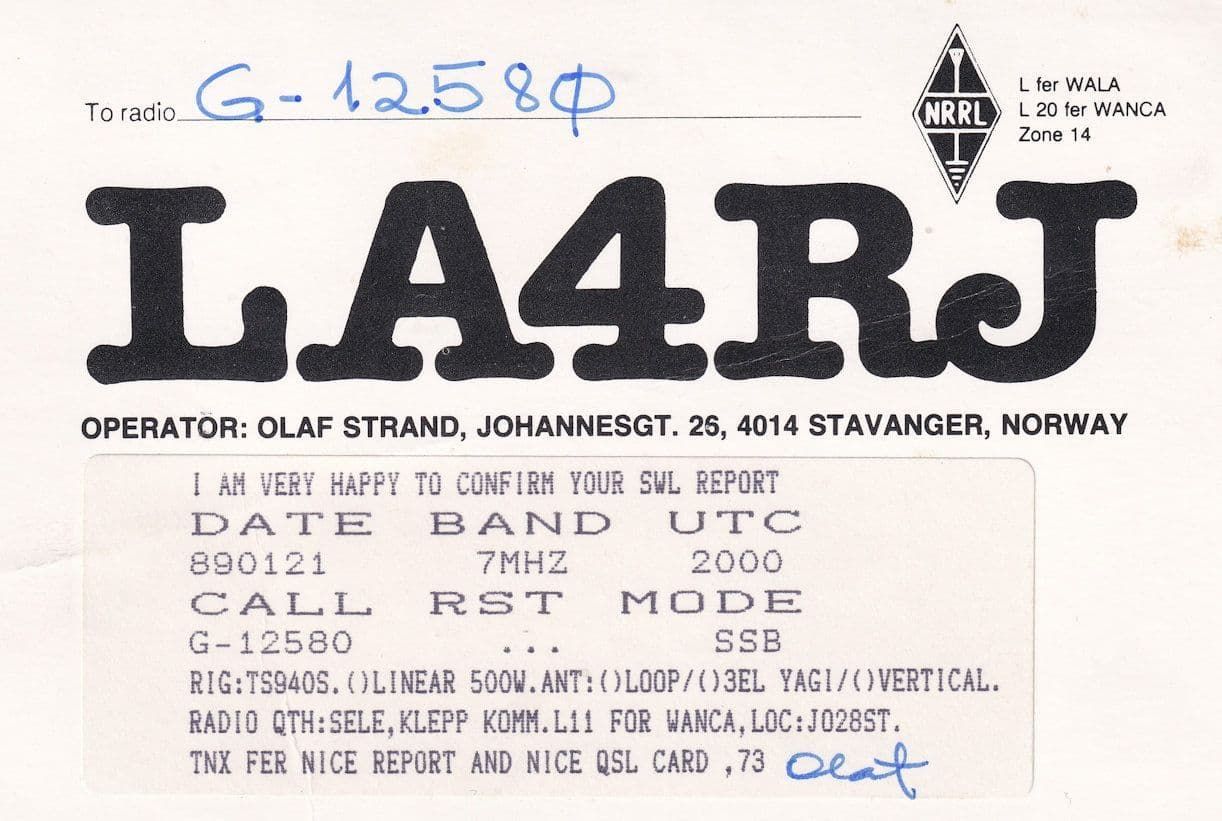 To radio G-12580
NRRL
L fer WALA
L 20 fer WANCA
Zone 14
LA4RJ
OPERATOR: OLAF STRAND, JOHANNESGT. 26, 4014 STAVANGER, NORWAY
I AM VERY HAPPY TO CONFIRM YOUR SWL REPORT
DATE BAND UTC
890121 7MHZ 2000
CALL RST MODE
G-12580 ... SSB
RIG:TS940S.()LINEAR 500W.ANT:()LOOP/()3EL YAGI/()VERTICAL.
RADIO QTH:SELE,KLEPP KOMM.L11 FOR WANCA,LOC:JO28ST.
TNX FER NICE REPORT AND NICE QSL CARD ,73 Olaf